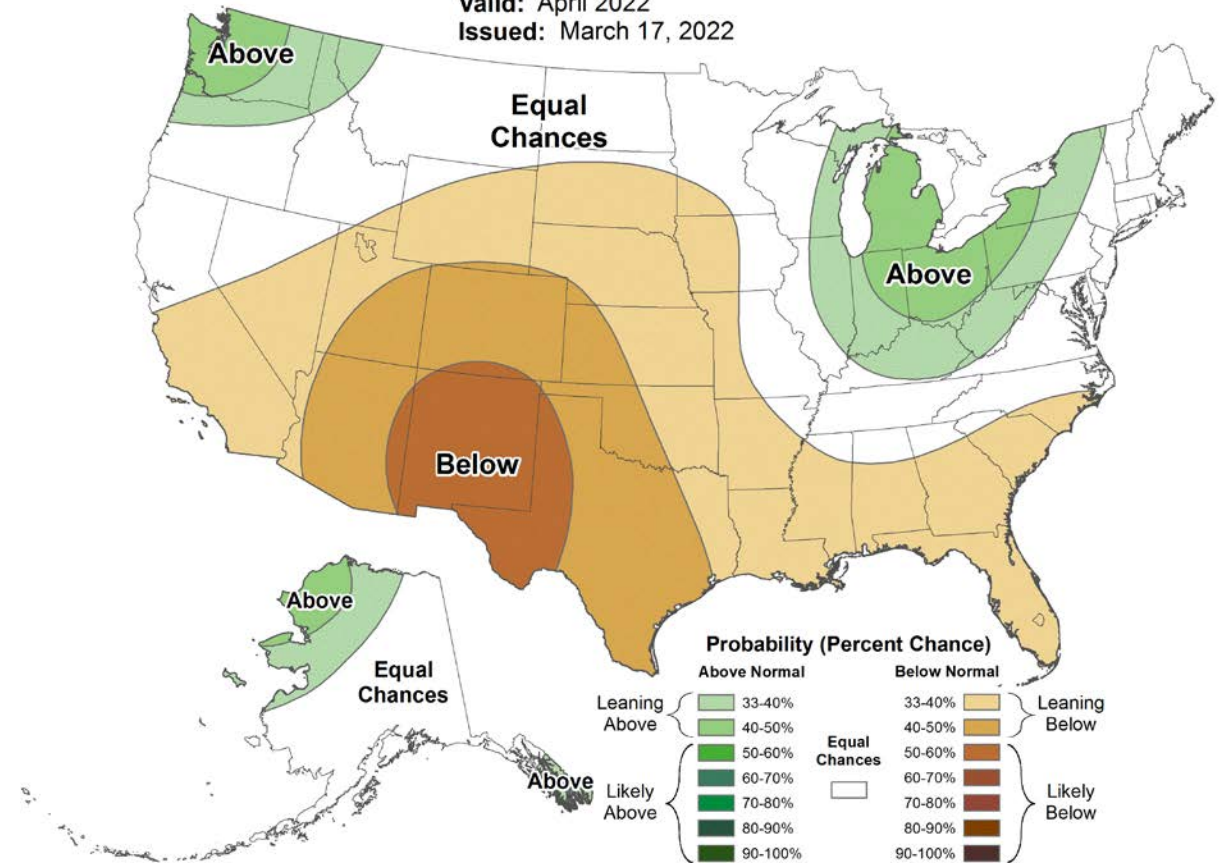 Valid: April 2022
Issued: March 17, 2022
Above
Equal
Chances
Above
Below
Above
Equal
Chances
Above
Probability (Percent Chance)
Above Normal
Below Normal
Leaning
Above
33-40%
40-50%
50-60%
60-70%
70-80%
80-90%
90-100%
Likely
Above
Equal
Chances
33-40%
40-50%
50-60%
60-70%
70-80%
80-90%
90-100%
Leaning
Below
Likely
Below